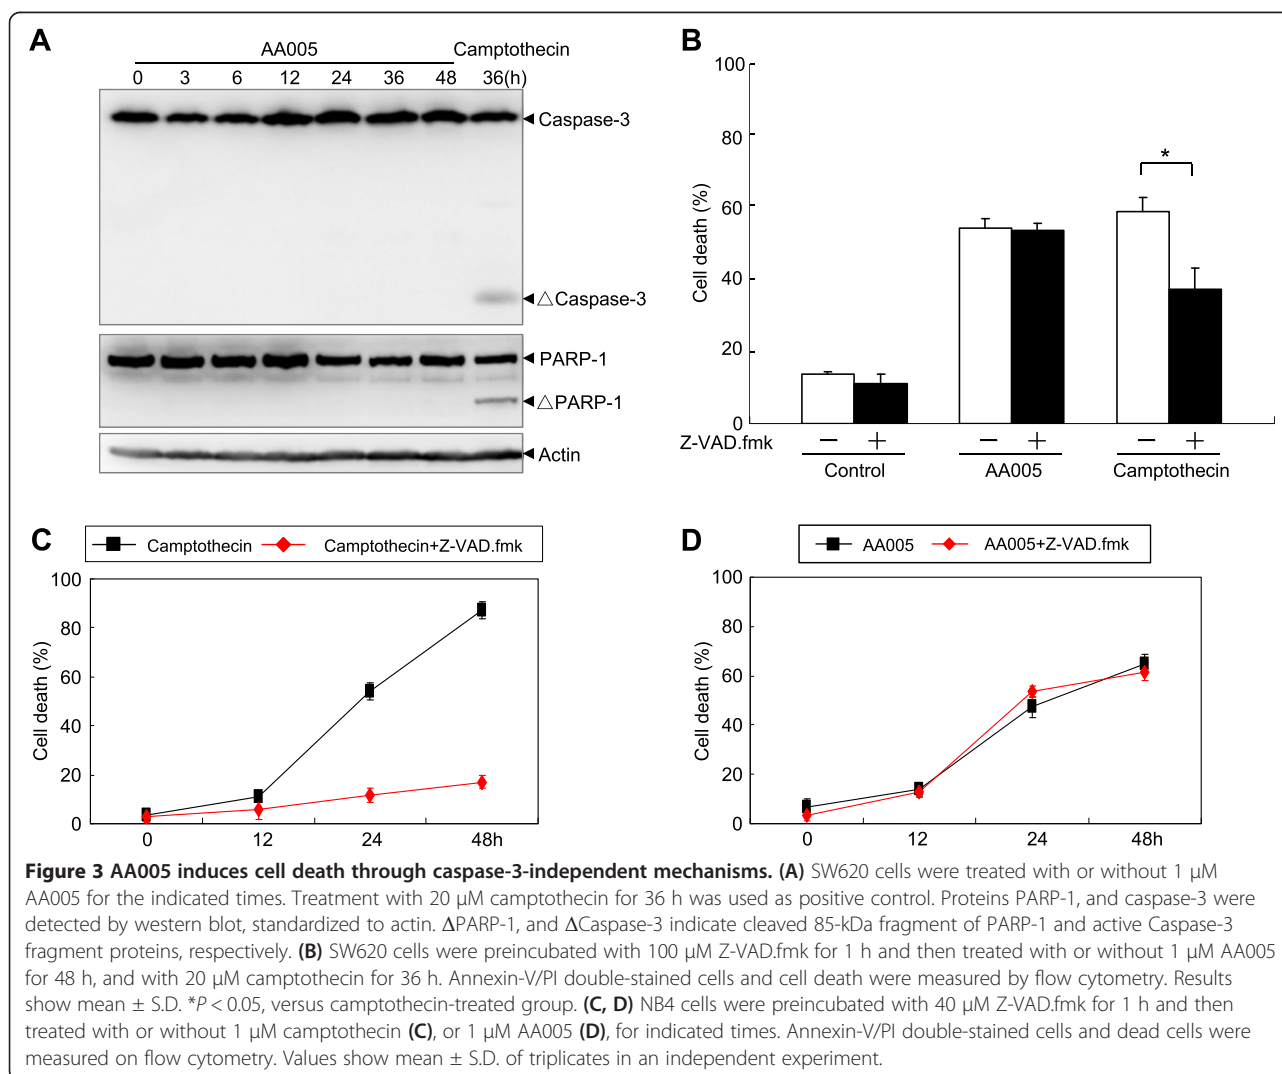 A
AA005 Camptothecin
0 3 6 12 24 36 48 36(h)
Caspase-3
△Caspase-3
PARP-1
△PARP-1
Actin
B
100
80
60
40
20
0
Cell death (%)
*
Z-VAD.fmk − + − + − +
Control AA005 Camptothecin
C
Camptothecin Camptothecin+Z-VAD.fmk
100
80
60
40
20
0
Cell death (%)
0 12 24 48h
D
AA005 AA005+Z-VAD.fmk
100
80
60
40
20
0
Cell death (%)
0 12 24 48h
Figure 3 AA005 induces cell death through caspase-3-independent mechanisms. (A) SW620 cells were treated with or without 1 μM
AA005 for the indicated times. Treatment with 20 μM camptothecin for 36 h was used as positive control. Proteins PARP-1, and caspase-3 were
detected by western blot, standardized to actin. ΔPARP-1, and ΔCaspase-3 indicate cleaved 85-kDa fragment of PARP-1 and active Caspase-3
fragment proteins, respectively. (B) SW620 cells were preincubated with 100 μM Z-VAD.fmk for 1 h and then treated with or without 1 μM AA005
for 48 h, and with 20 μM camptothecin for 36 h. Annexin-V/PI double-stained cells and cell death were measured by flow cytometry. Results
show mean ± S.D. *P < 0.05, versus camptothecin-treated group. (C, D) NB4 cells were preincubated with 40 μM Z-VAD.fmk for 1 h and then
treated with or without 1 μM camptothecin (C), or 1 μM AA005 (D), for indicated times. Annexin-V/PI double-stained cells and dead cells were
measured on flow cytometry. Values show mean ± S.D. of triplicates in an independent experiment.